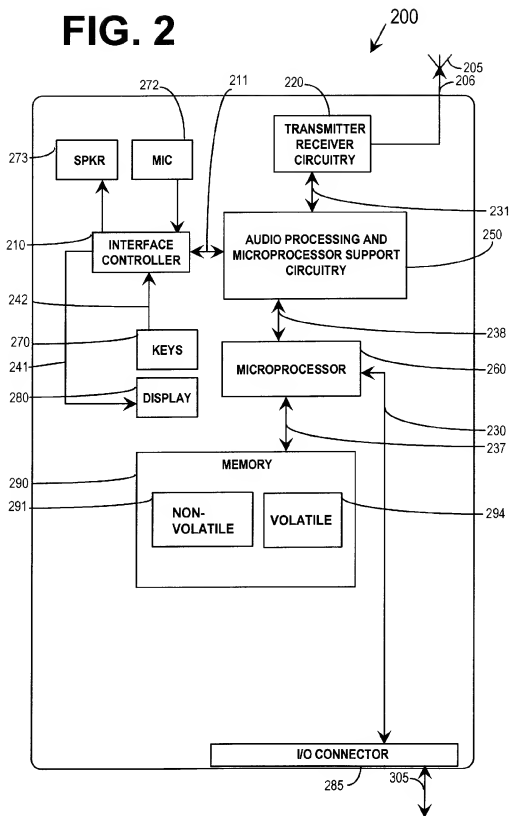 FIG. 2
200
205
206
220
272
211
273
SPKR
MIC
TRANSMITTER
RECEIVER
CIRCUITRY
231
210
INTERFACE
CONTROLLER
AUDIO PROCESSING AND
MICROPROCESSOR SUPPORT
CIRCUITRY
250
242
238
270
KEYS
MICROPROCESSOR
260
241
280
DISPLAY
230
237
290
MEMORY
291
NON-
VOLATILE
VOLATILE
294
I/O CONNECTOR
285
305